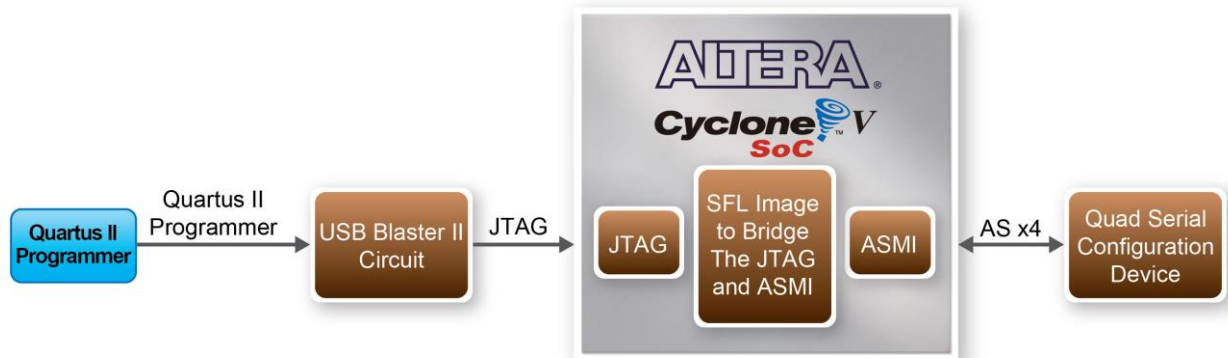 ALTERA®
Cyclone™ V
SoC
Quartus II
Programmer
Quartus II
Programmer
USB Blaster II
Circuit
JTAG
JTAG
SFL Image
to Bridge
The JTAG
and ASMI
ASMI
AS x4
Quad Serial
Configuration
Device